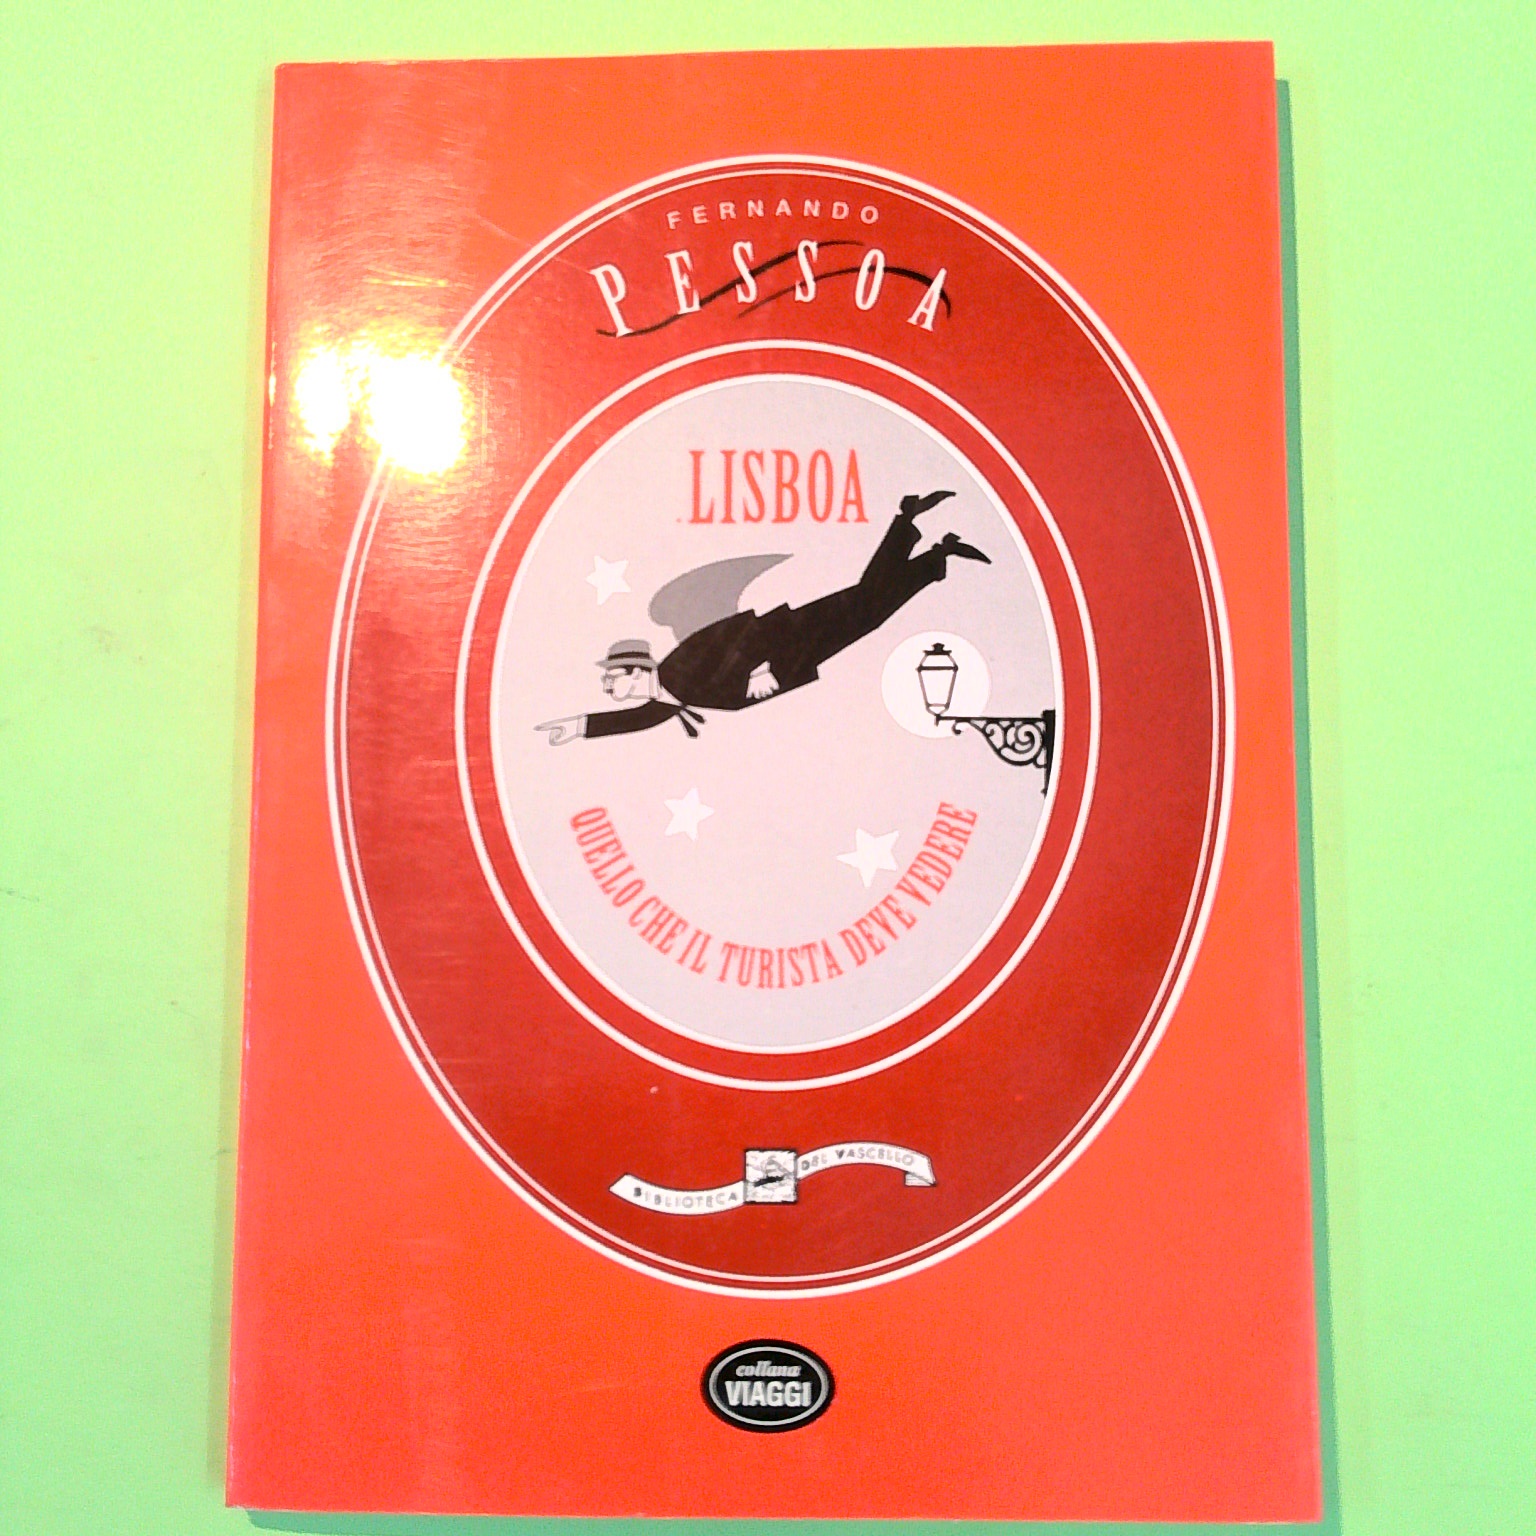 FERNANDO
PESSOA
LISBOA
QUELLO CHE IL TURISTA DEVE VEDERE
BIBLIOTECA DEL VASCELLO
collana
VIAGGI